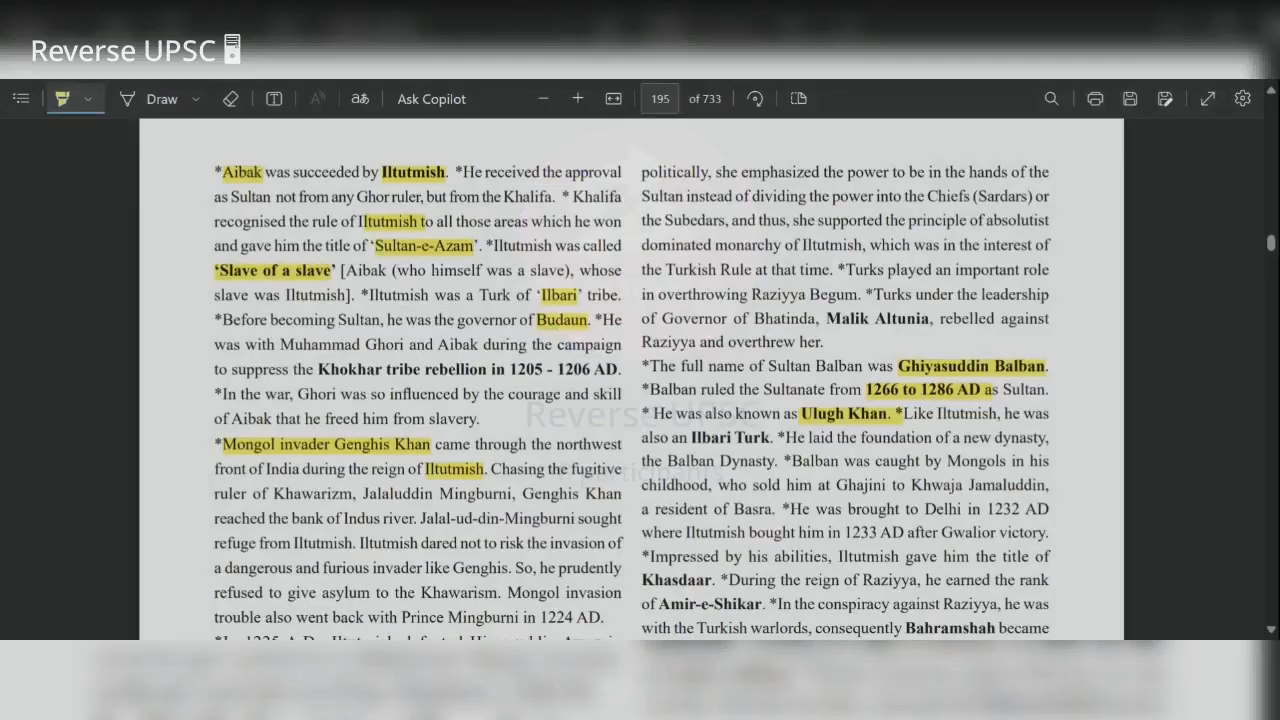 Reverse UPSC
Draw
Ask Copilot
195
of 733
*Aibak was succeeded by Iltutmish. *He received the approval
as Sultan not from any Ghor ruler, but from the Khalifa. * Khalifa
recognised the rule of Iltutmish to all those areas which he won
and gave him the title of ‘Sultan-e-Azam’. *Iltutmish was called
‘Slave of a slave’ [Aibak (who himself was a slave), whose
slave was Iltutmish]. *Iltutmish was a Turk of ‘Ilbari’ tribe.
*Before becoming Sultan, he was the governor of Budaun. *He
was with Muhammad Ghori and Aibak during the campaign
to suppress the Khokhar tribe rebellion in 1205 - 1206 AD.
*In the war, Ghori was so influenced by the courage and skill
of Aibak that he freed him from slavery.
*Mongol invader Genghis Khan came through the northwest
front of India during the reign of Iltutmish. Chasing the fugitive
ruler of Khawarizm, Jalaluddin Mingburni, Genghis Khan
reached the bank of Indus river. Jalal-ud-din-Mingburni sought
refuge from Iltutmish. Iltutmish dared not to risk the invasion of
a dangerous and furious invader like Genghis. So, he prudently
refused to give asylum to the Khawarism. Mongol invasion
trouble also went back with Prince Mingburni in 1224 AD.
politically, she emphasized the power to be in the hands of the
Sultan instead of dividing the power into the Chiefs (Sardars) or
the Subedars, and thus, she supported the principle of absolutist
dominated monarchy of Iltutmish, which was in the interest of
the Turkish Rule at that time. *Turks played an important role
in overthrowing Raziyya Begum. *Turks under the leadership
of Governor of Bhatinda, Malik Altunia, rebelled against
Raziyya and overthrew her.
*The full name of Sultan Balban was Ghiyasuddin Balban.
*Balban ruled the Sultanate from 1266 to 1286 AD as Sultan.
* He was also known as Ulugh Khan. *Like Iltutmish, he was
also an Ilbari Turk. *He laid the foundation of a new dynasty,
the Balban Dynasty. *Balban was caught by Mongols in his
childhood, who sold him at Ghajini to Khwaja Jamaluddin,
a resident of Basra. *He was brought to Delhi in 1232 AD
where Iltutmish bought him in 1233 AD after Gwalior victory.
*Impressed by his abilities, Iltutmish gave him the title of
Khasdaar. *During the reign of Raziyya, he earned the rank
of Amir-e-Shikar. *In the conspiracy against Raziyya, he was
with the Turkish warlords, consequently Bahramshah became
Reverse UPSC
participants